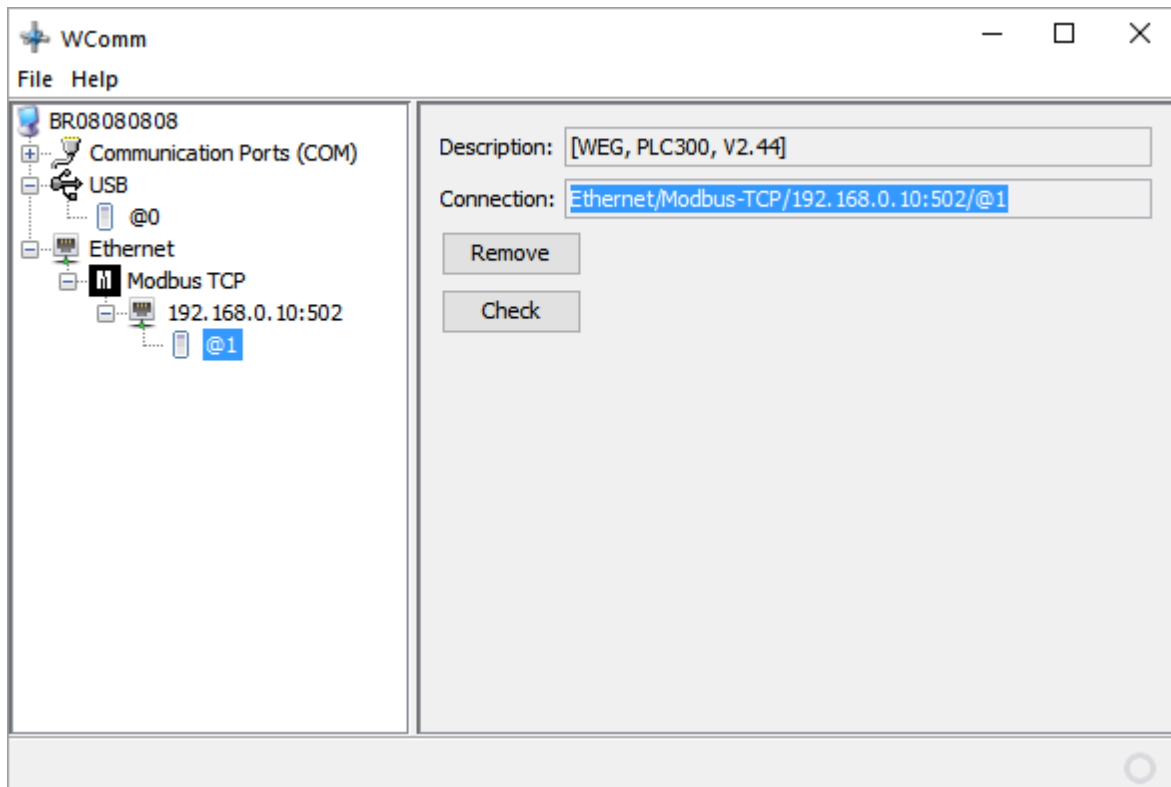 WComm
File Help
BR08080808
Communication Ports (COM)
USB
@0
Ethernet
Modbus TCP
192.168.0.10:502
@1
Description: [WEG, PLC300, V2.44]
Connection: Ethernet/Modbus-TCP/192.168.0.10:502/@1
Remove
Check